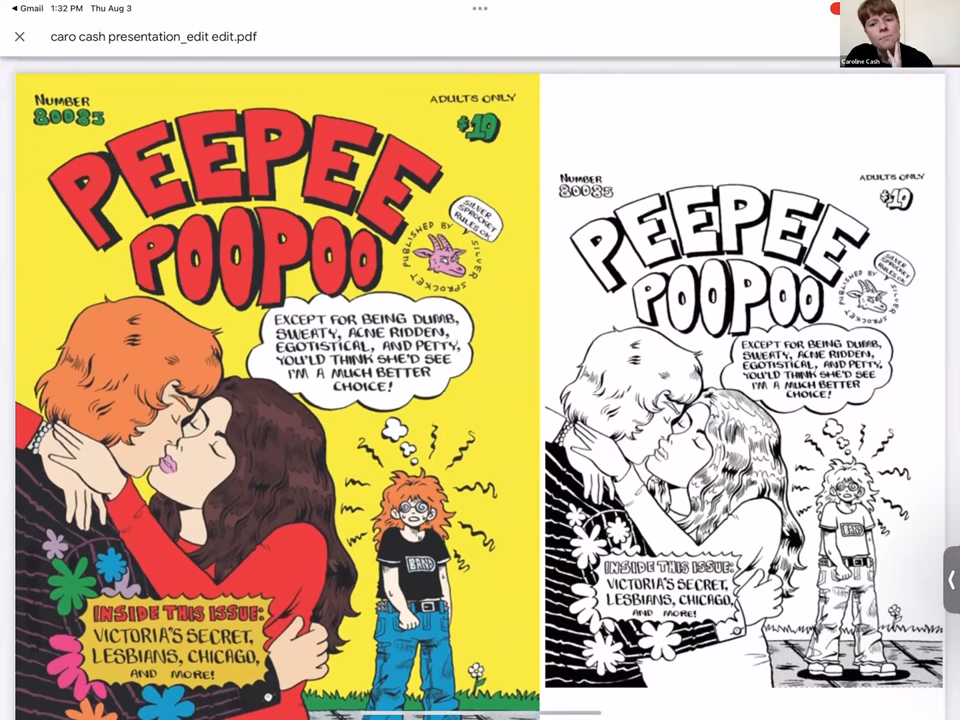 Gmail 1:32 PM Thu Aug 3
caro cash presentation_edit edit.pdf
Caroline Cash
NUMBER
80085
ADULTS ONLY
$19
PEEPEE
POOPOO
SILVER
SPROCKET
RULES OK
PUBLISHED BY SILVER SPROCKET
EXCEPT FOR BEING DUMB,
SWEATY, ACNE RIDDEN,
EGOTISTICAL, AND PETTY,
YOU'LD THINK SHE'D SEE
I'M A MUCH BETTER
CHOICE!
BAND
INSIDE THIS ISSUE:
VICTORIA'S SECRET,
LESBIANS, CHICAGO,
AND MORE!
NUMBER
80085
ADULTS ONLY
$19
PEEPEE
POOPOO
SILVER
SPROCKET
RULES OK
PUBLISHED BY SILVER SPROCKET
EXCEPT FOR BEING DUMB,
SWEATY, ACNE RIDDEN,
EGOTISTICAL, AND PETTY,
YOU'LD THINK SHE'D SEE
I'M A MUCH BETTER
CHOICE!
BAND
INSIDE THIS ISSUE:
VICTORIA'S SECRET,
LESBIANS, CHICAGO,
AND MORE!